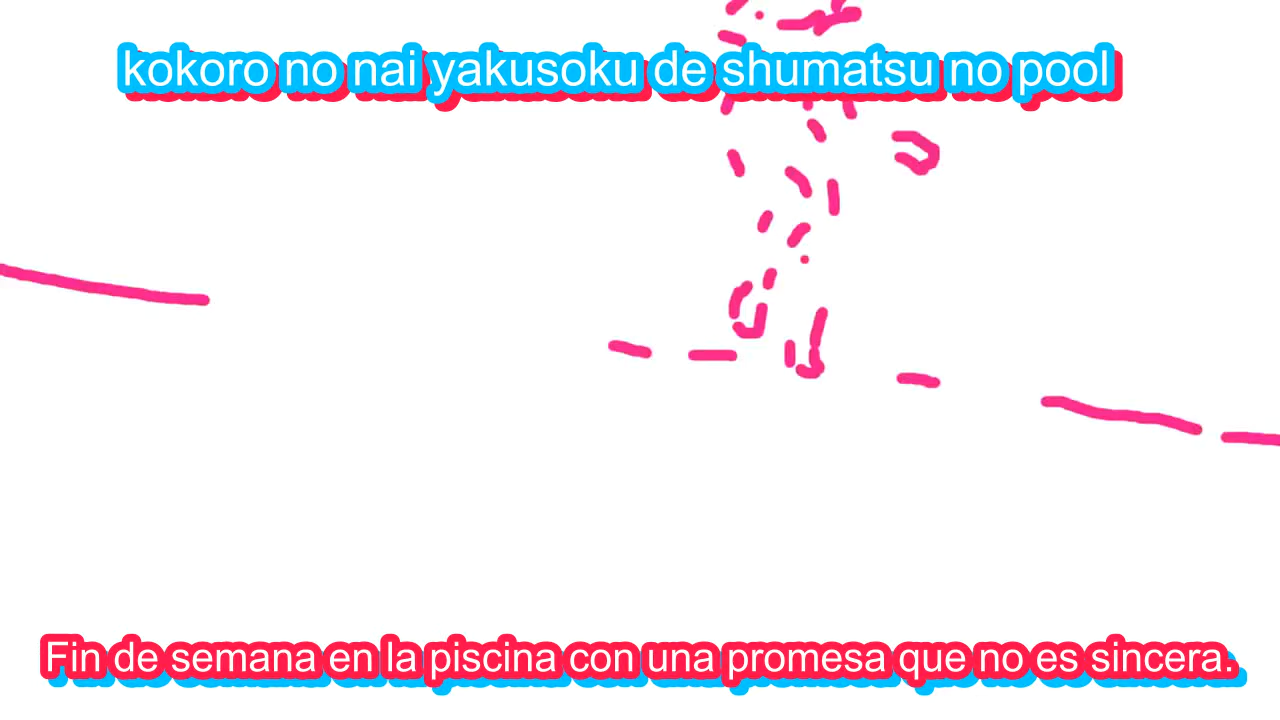 kokoro no nai yakusoku de shumatsu no pool
Fin de semana en la piscina con una promesa que no es sincera.